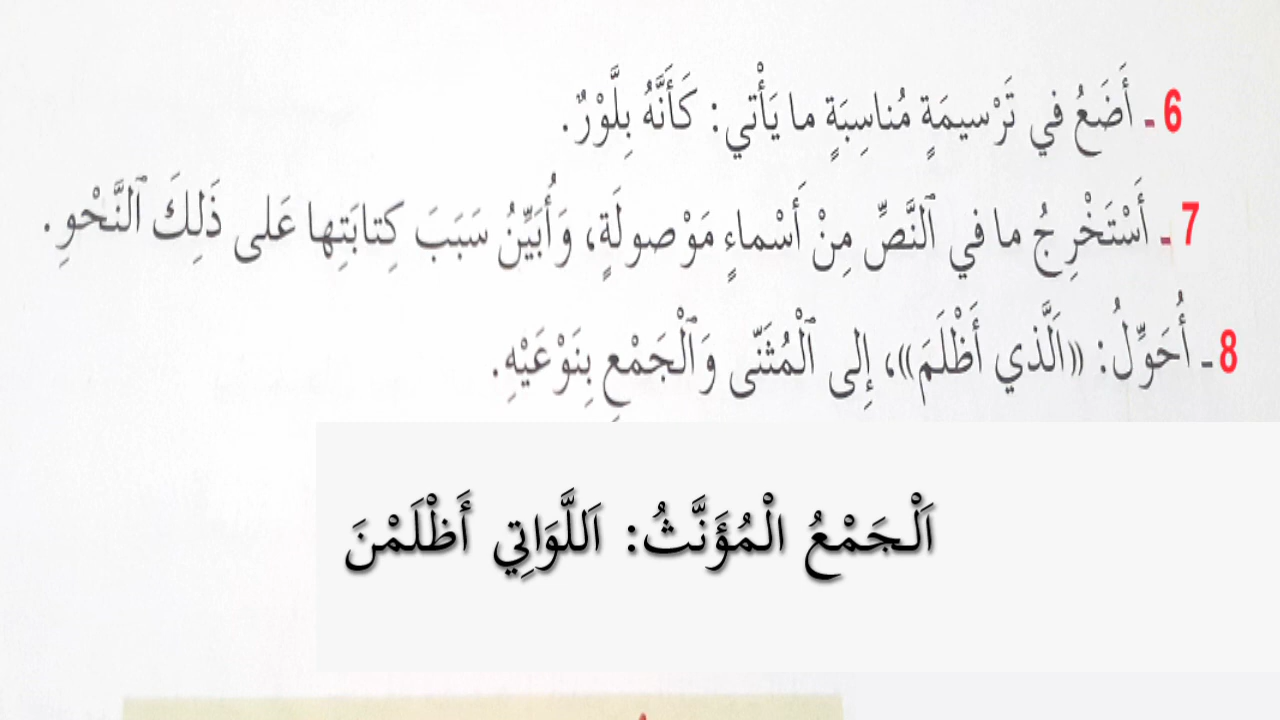 6 ـ أَضَعُ في تَرْسيمَةٍ مُناسِبَةٍ ما يَأْتي: كَأَنَّهُ بِلَّوْرٌ.
7 ـ أَسْتَخْرِجُ ما في ٱلنَّصِّ مِنْ أَسْماءٍ مَوْصولَةٍ، وَأُبَيِّنُ سَبَبَ كِتابَتِها عَلى ذَلِكَ ٱلنَّحْوِ.
8 ـ أُحَوِّلُ: «اَلَّذي أَظْلَمَ»، إِلى ٱلْمُثَنّى وَٱلْجَمْعِ بِنَوْعَيْهِ.
اَلْجَمْعُ الْمُؤَنَّثُ: اَللَّوَاتِي أَظْلَمْنَ